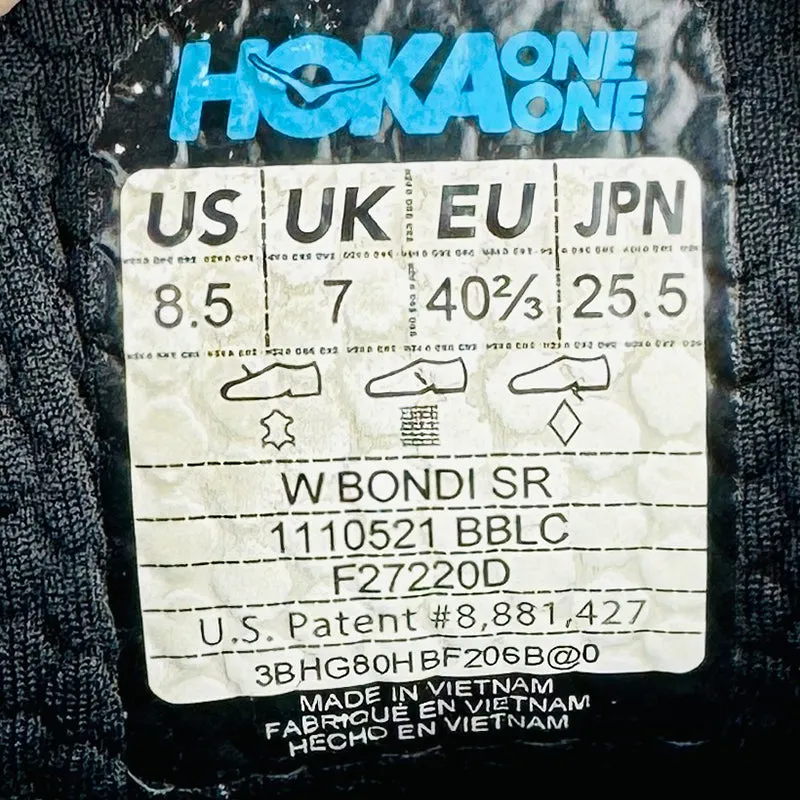 HOKA ONE ONE
US UK EU JPN
8.5 7 40⅔ 25.5
W BONDI SR
1110521 BBLC
F27220D
U.S. Patent #8,881,427
3BHG80HBF206B@0
MADE IN VIETNAM
FABRIQUÉ EN VIETNAM
HECHO EN VIETNAM